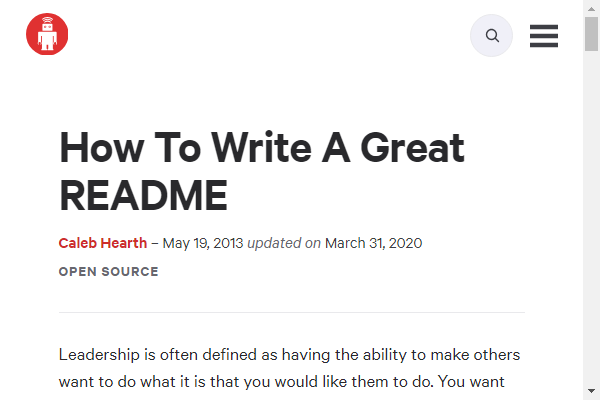 How To Write A Great
README
Caleb Hearth – May 19, 2013 updated on March 31, 2020
OPEN SOURCE
Leadership is often defined as having the ability to make others
want to do what it is that you would like them to do. You want